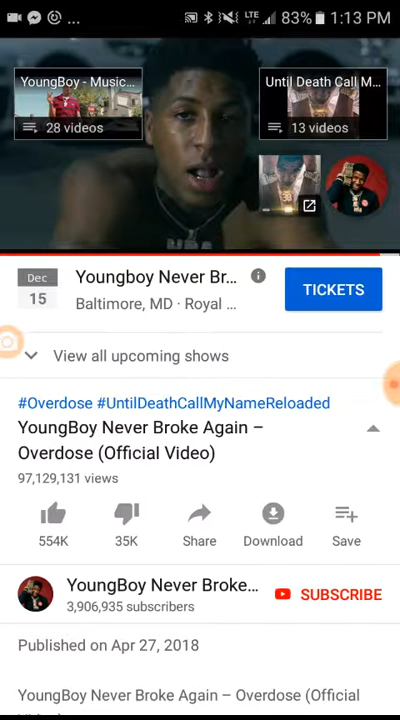 LTE 83% 1:13 PM
YoungBoy - Music...
28 videos
Until Death Call M...
13 videos
Dec
15
Youngboy Never Br...
Baltimore, MD · Royal ...
TICKETS
View all upcoming shows
#Overdose #UntilDeathCallMyNameReloaded
YoungBoy Never Broke Again –
Overdose (Official Video)
97,129,131 views
554K
35K
Share
Download
Save
YoungBoy Never Broke...
3,906,935 subscribers
SUBSCRIBE
Published on Apr 27, 2018
YoungBoy Never Broke Again – Overdose (Official